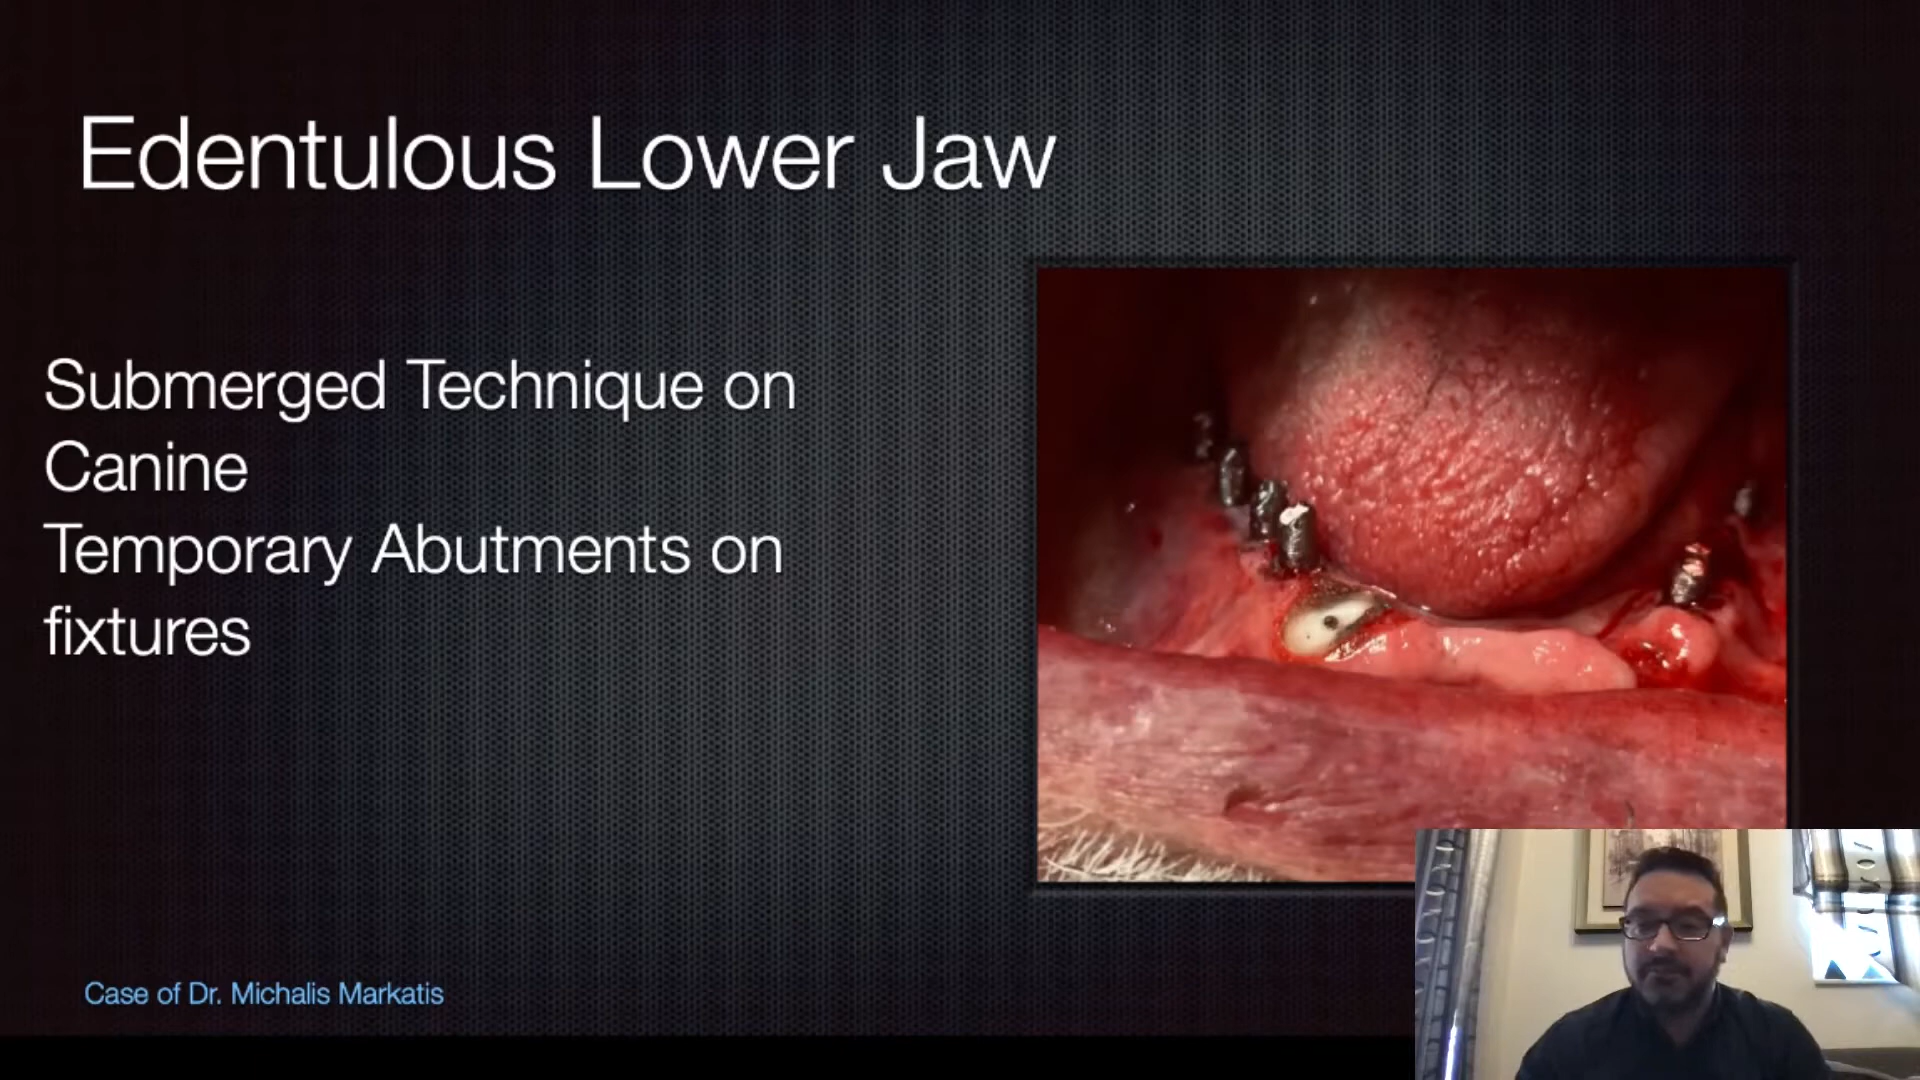 Edentulous Lower Jaw
Submerged Technique on
Canine
Temporary Abutments on
fixtures
Case of Dr. Michalis Markatis